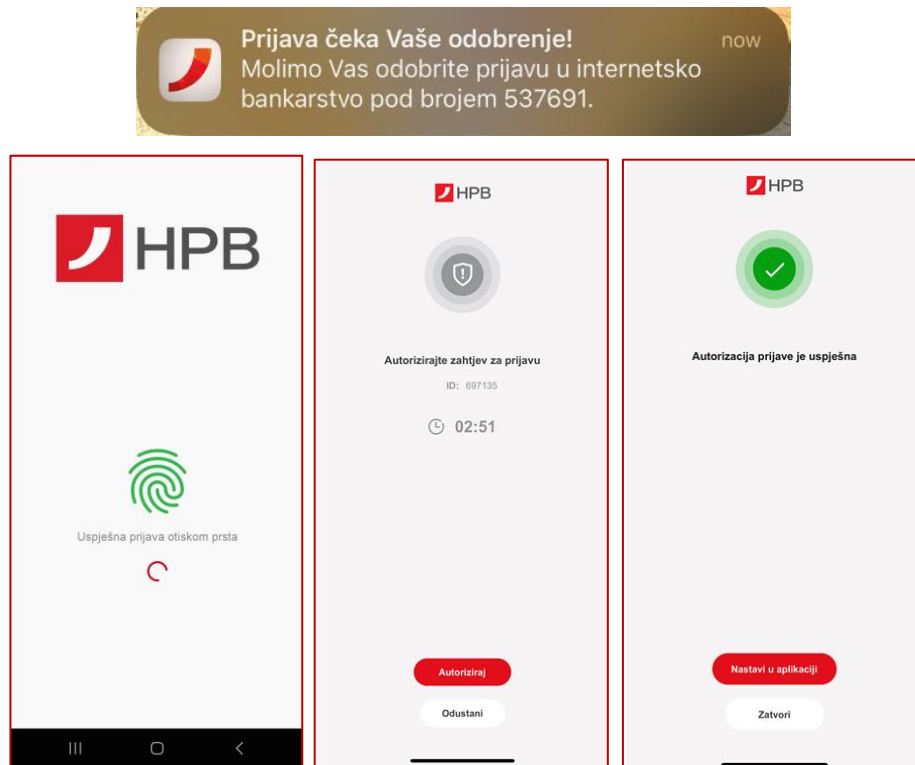 Prijava čeka Vaše odobrenje!
now
Molimo Vas odobrite prijavu u internetsko
bankarstvo pod brojem 537691.
HPB
Uspješna prijava otiskom prsta
HPB
Autorizirajte zahtjev za prijavu
ID: 697135
02:51
Autoriziraj
Odustani
HPB
Autorizacija prijave je uspješna
Nastavi u aplikaciji
Zatvori